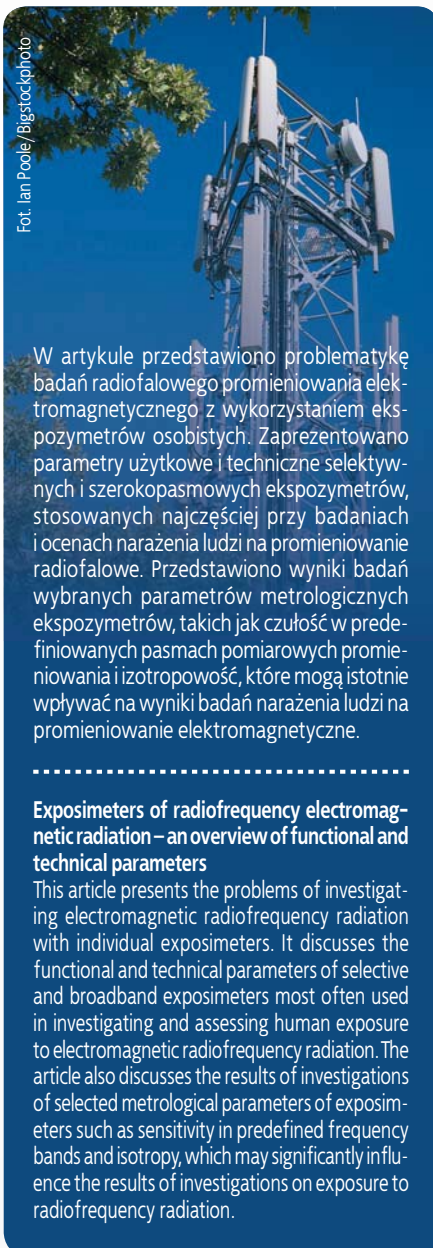 Fot. Ian Poole/Bigstockphoto
W artykule przedstawiono problematykę
badań radiofalowego promieniowania elek-
tromagnetycznego z wykorzystaniem eks-
pozymetrów osobistych. Zaprezentowano
parametry użytkowe i techniczne selektyw-
nych i szerokopasmowych ekspozymetrów,
stosowanych najczęściej przy badaniach
i ocenach narażenia ludzi na promieniowanie
radiofalowe. Przedstawiono wyniki badań
wybranych parametrów metrologicznych
ekspozymetrów, takich jak czułość w prede-
finiowanych pasmach pomiarowych promie-
niowania i izotropowość, które mogą istotnie
wpływać na wyniki badań narażenia ludzi na
promieniowanie elektromagnetyczne.
Exposimeters of radiofrequency electromag-
netic radiation – an overview of functional and
technical parameters
This article presents the problems of investigat-
ing electromagnetic radiofrequency radiation
with individual exposimeters. It discusses the
functional and technical parameters of selective
and broadband exposimeters most often used
in investigating and assessing human exposure
to electromagnetic radiofrequency radiation. The
article also discusses the results of investigations
of selected metrological parameters of exposim-
eters such as sensitivity in predefined frequency
bands and isotropy, which may significantly influ-
ence the results of investigations on exposure to
radiofrequency radiation.